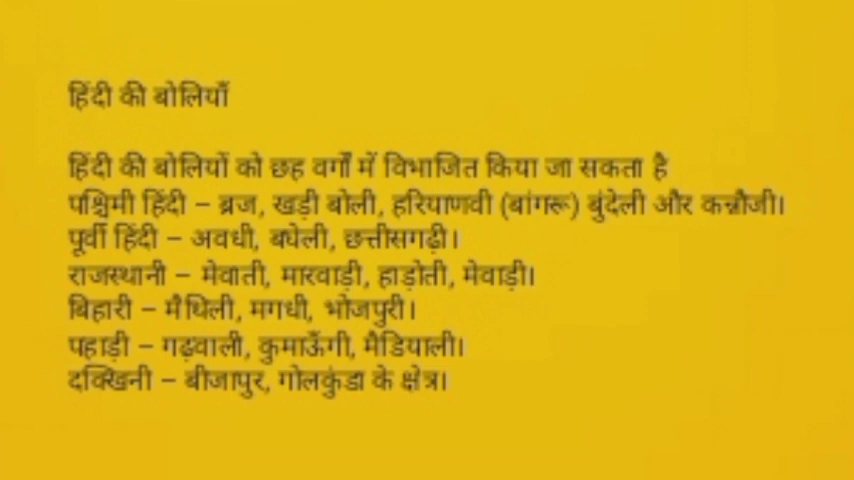 हिंदी की बोलियाँ
हिंदी की बोलियों को छह वर्गों में विभाजित किया जा सकता है
पश्चिमी हिंदी – ब्रज, खड़ी बोली, हरियाणवी (बांगरू) बुंदेली और कन्नौजी।
पूर्वी हिंदी – अवधी, बघेली, छत्तीसगढ़ी।
राजस्थानी – मेवाती, मारवाड़ी, हाड़ोती, मेवाड़ी।
बिहारी – मैथिली, मगधी, भोजपुरी।
पहाड़ी – गढ़वाली, कुमाऊँगी, मैडियाली।
दक्खिनी – बीजापुर, गोलकुंडा के क्षेत्र।